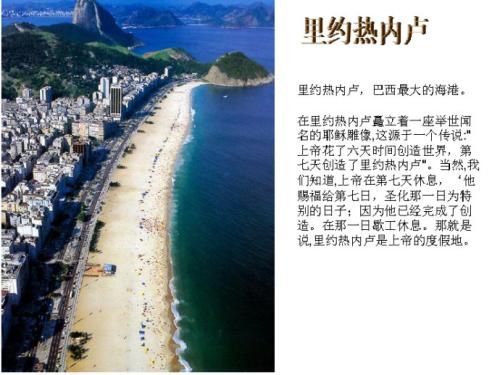 里约热内卢
里约热内卢，巴西最大的海港。
在里约热内卢矗立着一座举世闻
名的耶稣雕像,这源于一个传说:"
上帝花了六天时间创造世界，第
七天创造了里约热内卢"。当然,我
们知道,上帝在第七天休息，‘他
赐福给第七日，圣化那一日为特
别的日子；因为他已经完成了创
造。在那一日歇工休息。那就是
说,里约热内卢是上帝的度假地。